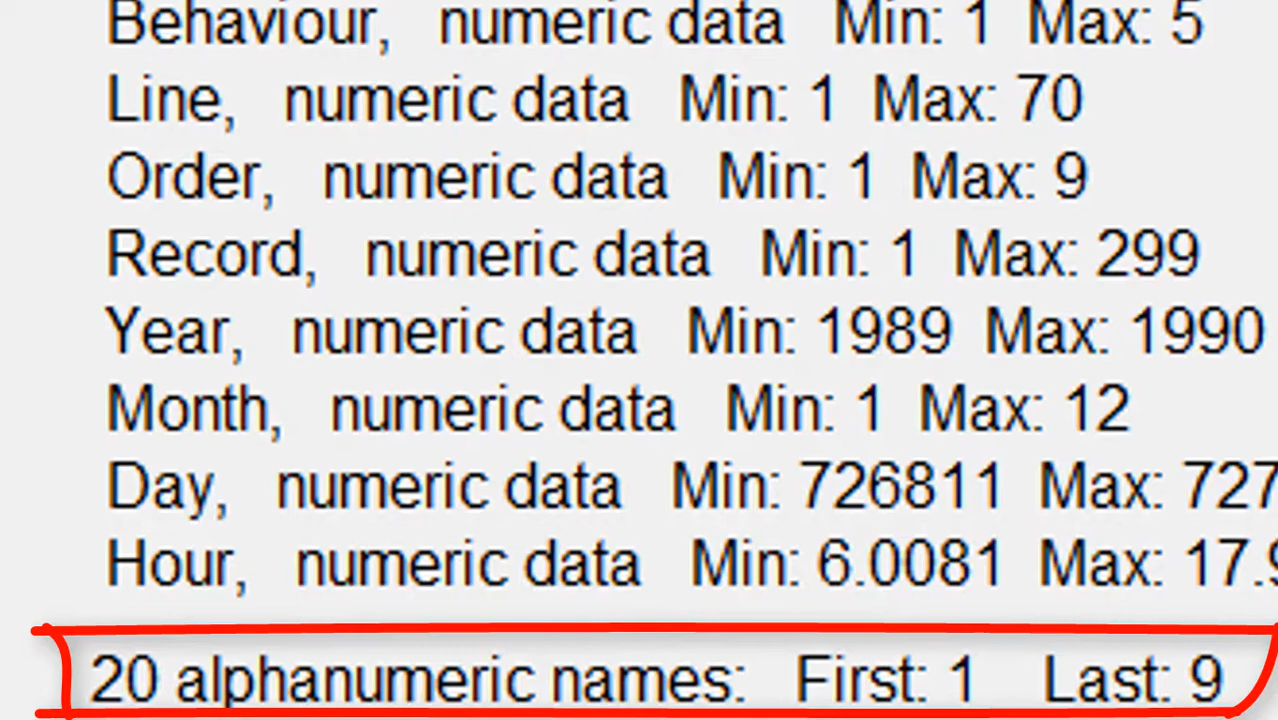 Behaviour, numeric data Min: 1 Max: 5
Line, numeric data Min: 1 Max: 70
Order, numeric data Min: 1 Max: 9
Record, numeric data Min: 1 Max: 299
Year, numeric data Min: 1989 Max: 1990
Month, numeric data Min: 1 Max: 12
Day, numeric data Min: 726811 Max: 727
Hour, numeric data Min: 6.0081 Max: 17.9
20 alphanumeric names: First: 1 Last: 9